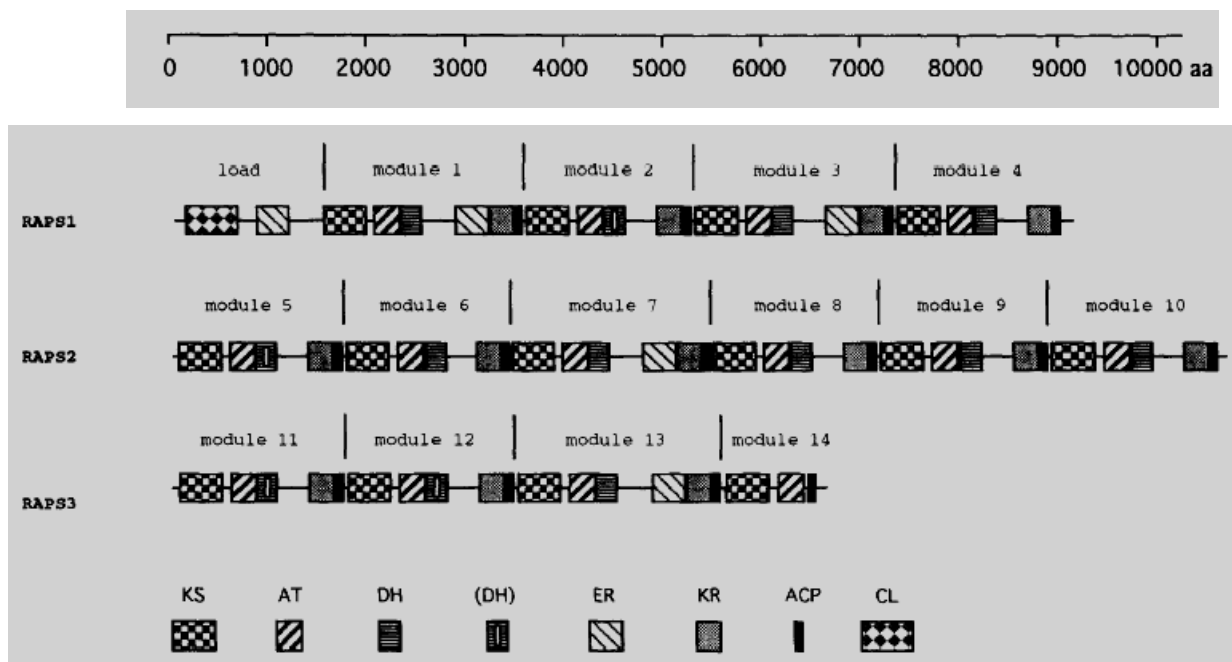 0 1000 2000 3000 4000 5000 6000 7000 8000 9000 10000 aa
load module 1 module 2 module 3 module 4
RAPS1
module 5 module 6 module 7 module 8 module 9 module 10
RAPS2
module 11 module 12 module 13 module 14
RAPS3
KS AT DH (DH) ER KR ACP CL